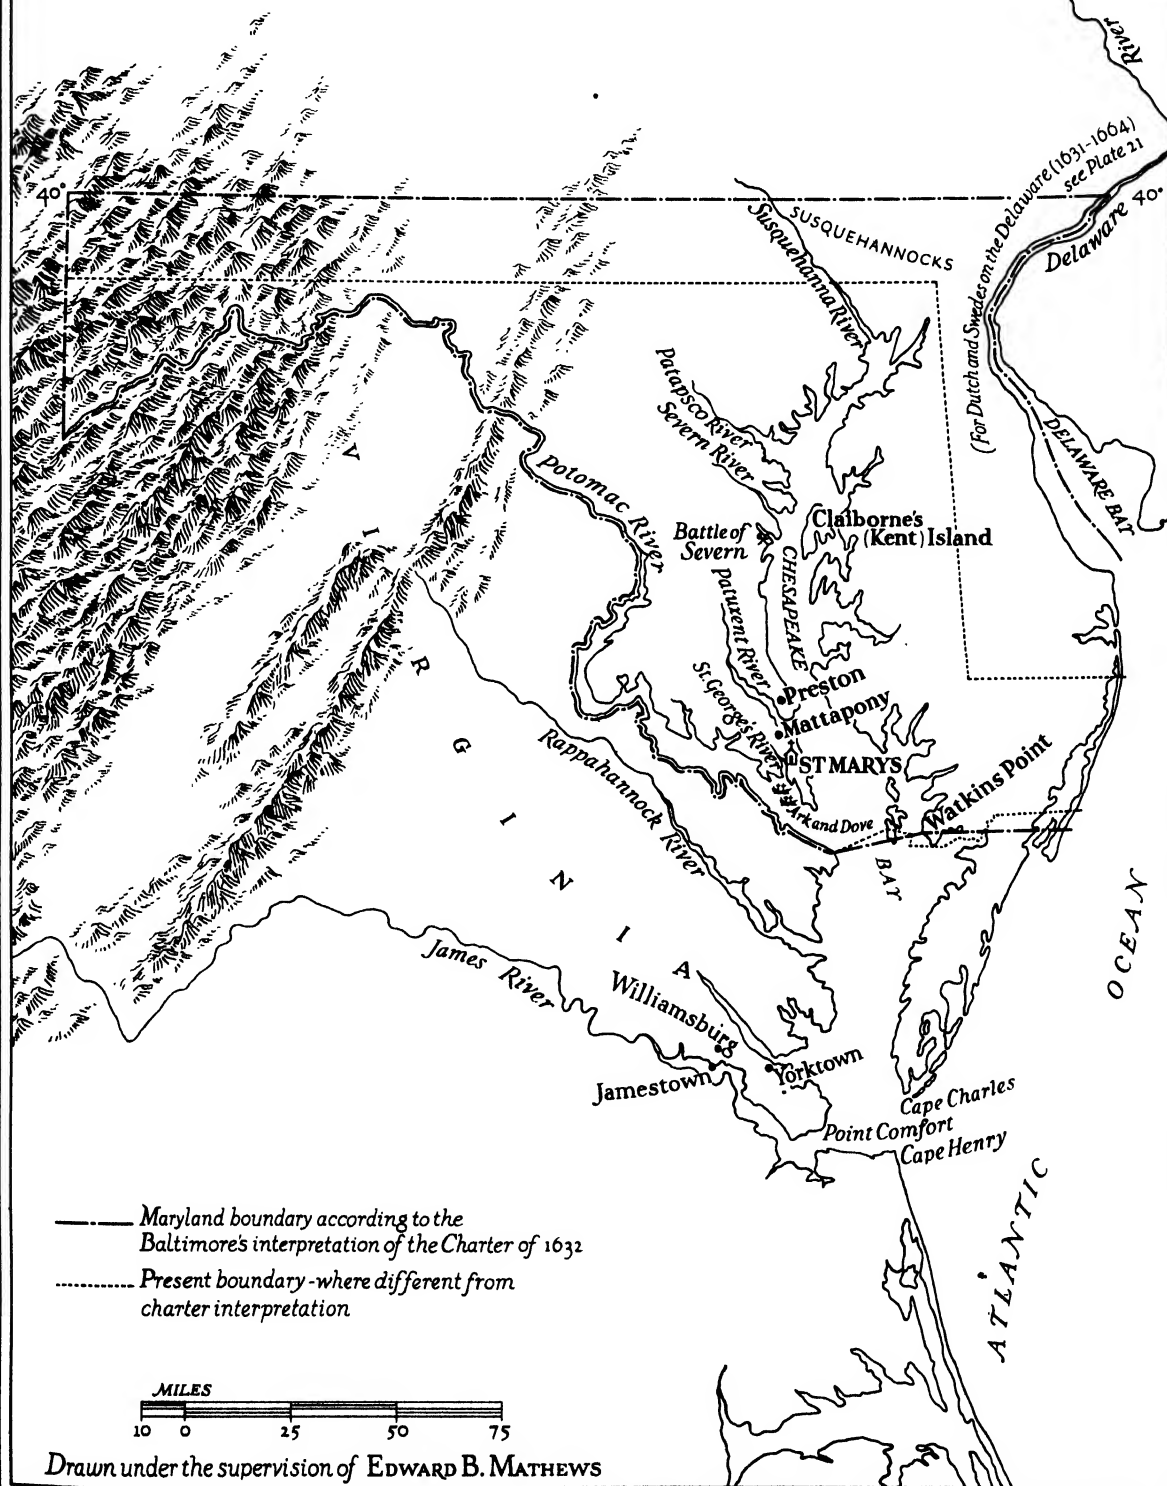 River
(For Dutch and Swedes on the Delaware (1631-1664)
see Plate 21
40°
40°
Delaware
SUSQUEHANNOCKS
Susquehanna River
Patapsco River
Severn River
DELAWARE BAY
Potomac River
Claiborne's
(Kent) Island
Battle of
Severn
CHESAPEAKE
Patuxent River
St. George's River
Preston
Mattapony
ST MARYS
Watkins Point
Ark and Dove
BAY
VIRGINIA
Rappahannock River
James River
Williamsburg
Jamestown
Yorktown
Cape Charles
Point Comfort
Cape Henry
ATLANTIC
OCEAN
Maryland boundary according to the
Baltimore's interpretation of the Charter of 1632
Present boundary - where different from
charter interpretation
MILES
10 0 25 50 75
Drawn under the supervision of EDWARD B. MATHEWS